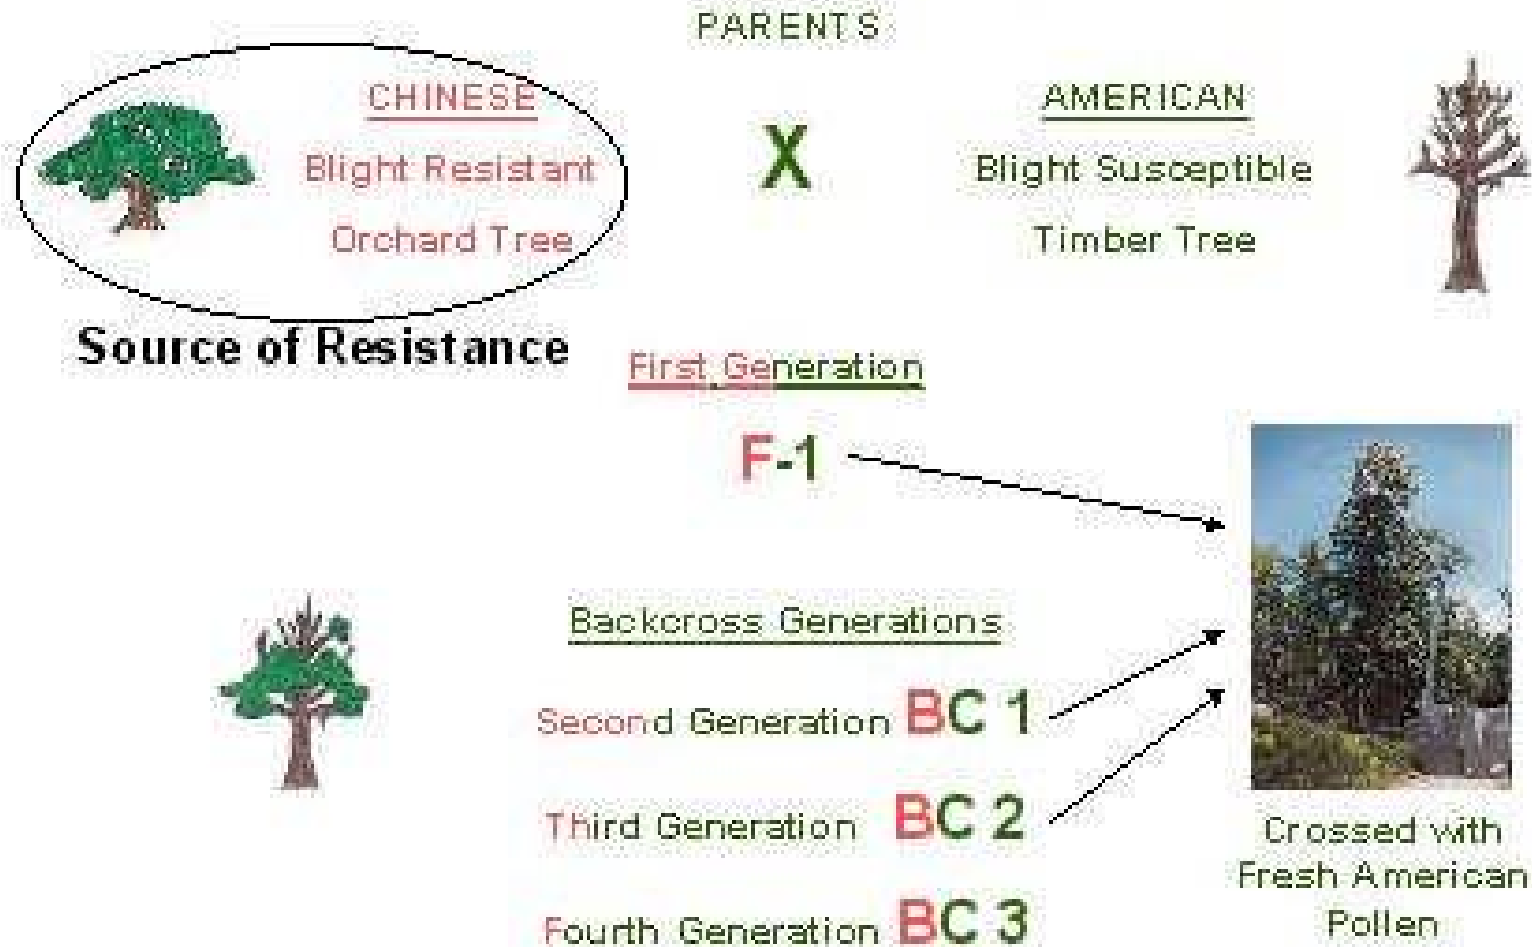 PARENTS
CHINESE
Blight Resistant
Orchard Tree
X
AMERICAN
Blight Susceptible
Timber Tree
Source of Resistance
First Generation
F-1
Backcross Generations
Second Generation BC 1
Third Generation BC 2
Fourth Generation BC 3
Crossed with
Fresh American
Pollen